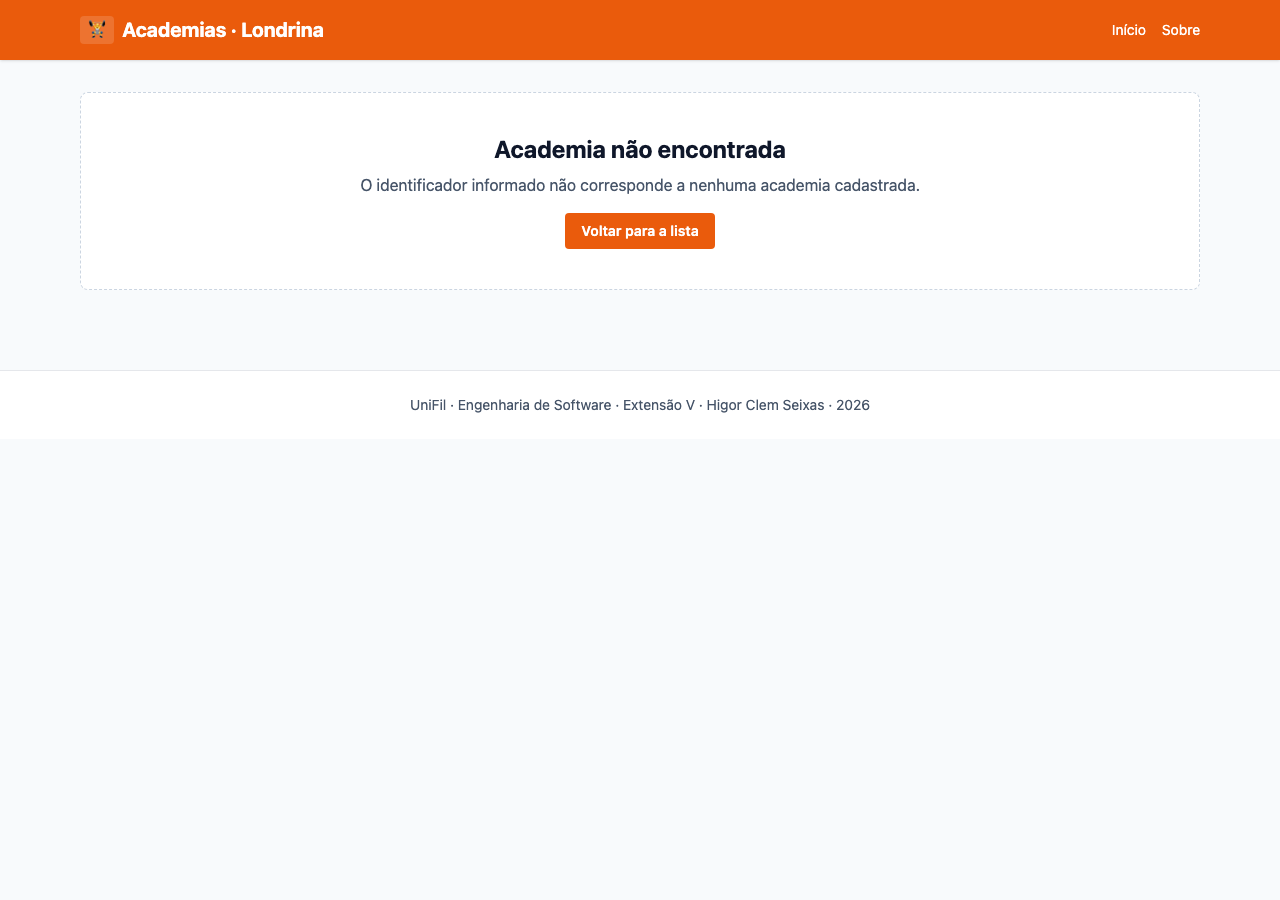 Academias · Londrina
Início Sobre
Academia não encontrada
O identificador informado não corresponde a nenhuma academia cadastrada.
Voltar para a lista
UniFil · Engenharia de Software · Extensão V · Higor Clem Seixas · 2026